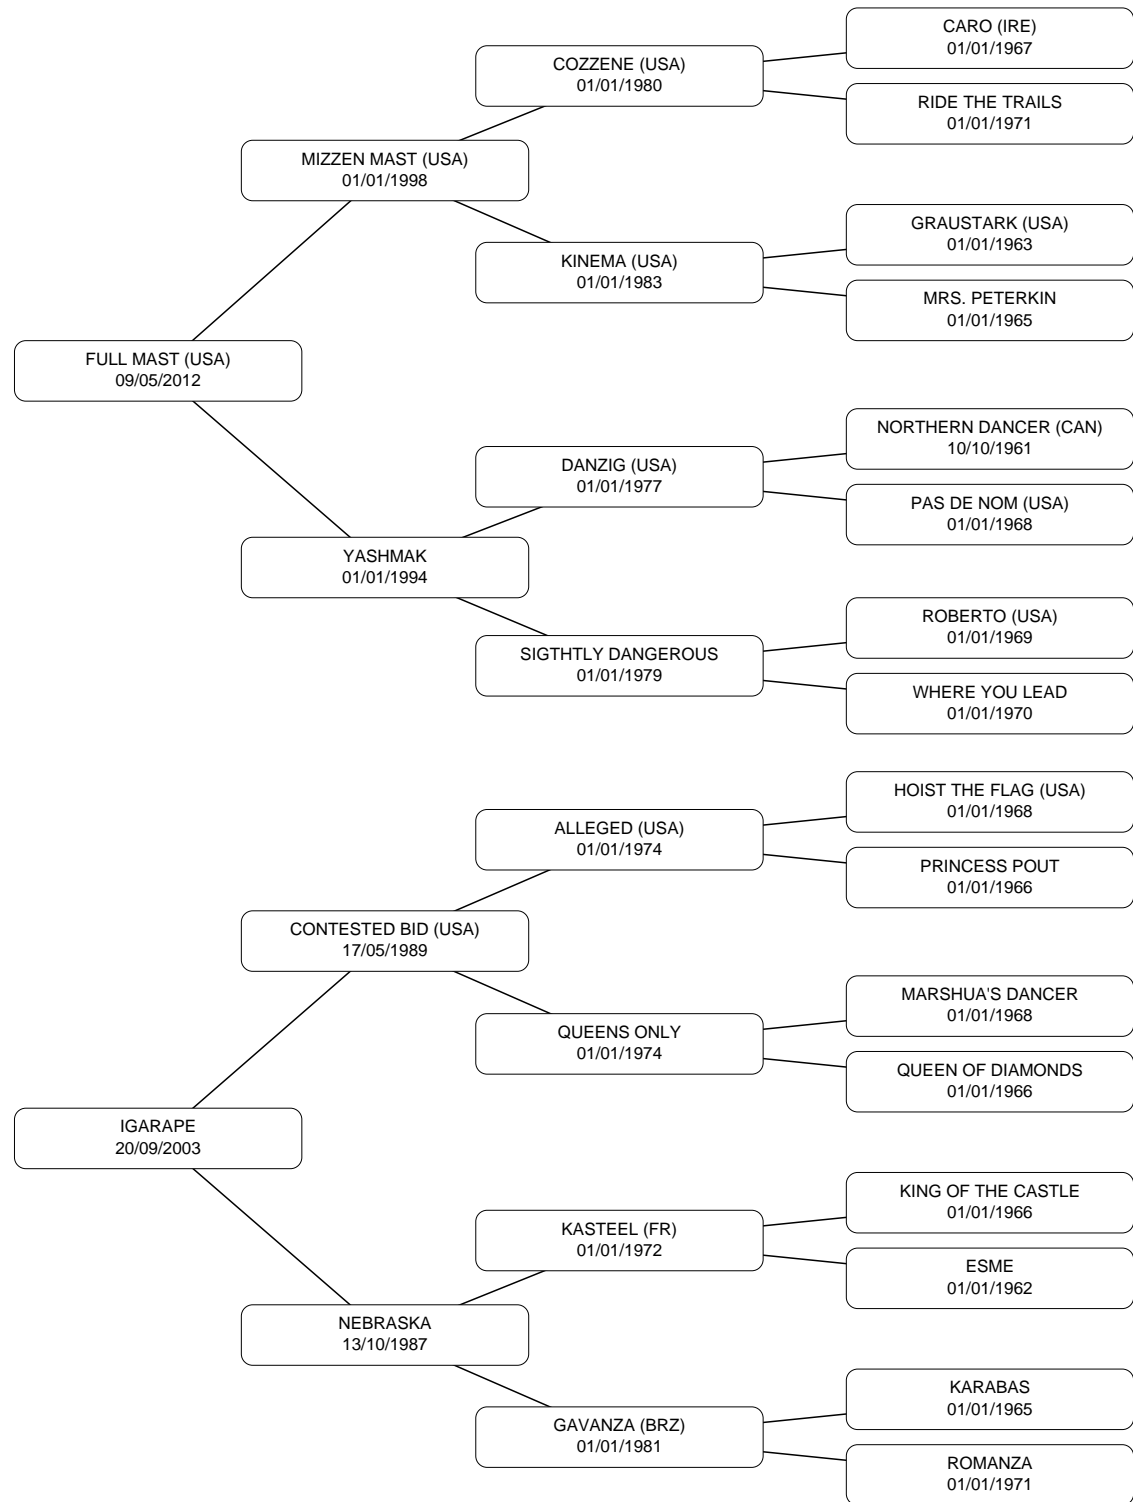 CARO (IRE)
01/01/1967
COZZENE (USA)
01/01/1980
RIDE THE TRAILS
01/01/1971
MIZZEN MAST (USA)
01/01/1998
GRAUSTARK (USA)
01/01/1963
KINEMA (USA)
01/01/1983
MRS. PETERKIN
01/01/1965
FULL MAST (USA)
09/05/2012
NORTHERN DANCER (CAN)
10/10/1961
DANZIG (USA)
01/01/1977
PAS DE NOM (USA)
01/01/1968
YASHMAK
01/01/1994
ROBERTO (USA)
01/01/1969
SIGTHTLY DANGEROUS
01/01/1979
WHERE YOU LEAD
01/01/1970
HOIST THE FLAG (USA)
01/01/1968
ALLEGED (USA)
01/01/1974
PRINCESS POUT
01/01/1966
CONTESTED BID (USA)
17/05/1989
MARSHUA'S DANCER
01/01/1968
QUEENS ONLY
01/01/1974
QUEEN OF DIAMONDS
01/01/1966
IGARAPE
20/09/2003
KING OF THE CASTLE
01/01/1966
KASTEEL (FR)
01/01/1972
ESME
01/01/1962
NEBRASKA
13/10/1987
KARABAS
01/01/1965
GAVANZA (BRZ)
01/01/1981
ROMANZA
01/01/1971